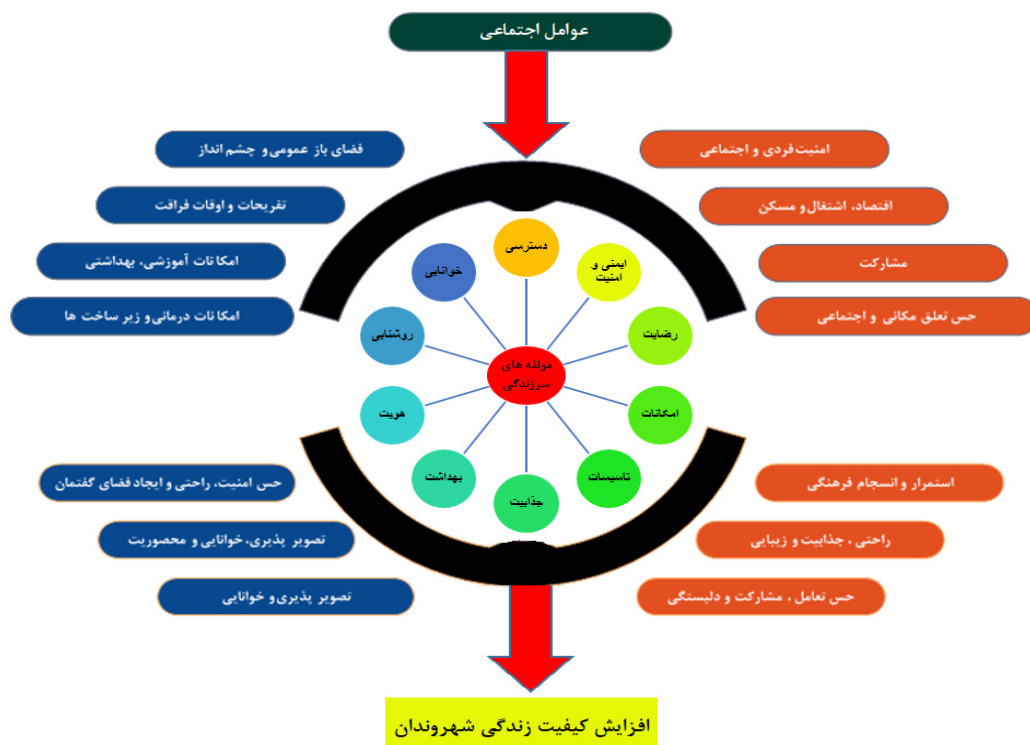 عوامل اجتماعی
امنیت فردی و اجتماعی
فضای باز عمومی و چشم انداز
اقتصاد، اشتغال و مسکن
تفریحات و اوقات فراقت
مشارکت
امکانات آموزشی، بهداشتی
حس تعلق مکانی و اجتماعی
امکانات درمانی و زیر ساخت ها
دسترسی
ایمنی و
امنیت
خوانایی
رضایت
روشنایی
مولفه های
سرزندگی
امکانات
هویت
تاسیسات
بهداشت
جذابیت
استمرار و انسجام فرهنگی
حس امنیت، راحتی و ایجاد فضای گفتمان
راحتی ، جذابیت و زیبایی
تصویر پذیری، خوانایی و محصوریت
حس تعامل ، مشارکت و دلبستگی
تصویر پذیری و خوانایی
افزایش کیفیت زندگی شهروندان